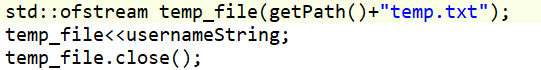 std::ofstream temp_file(getPath()+"temp.txt");
temp_file<<usernameString;
temp_file.close();